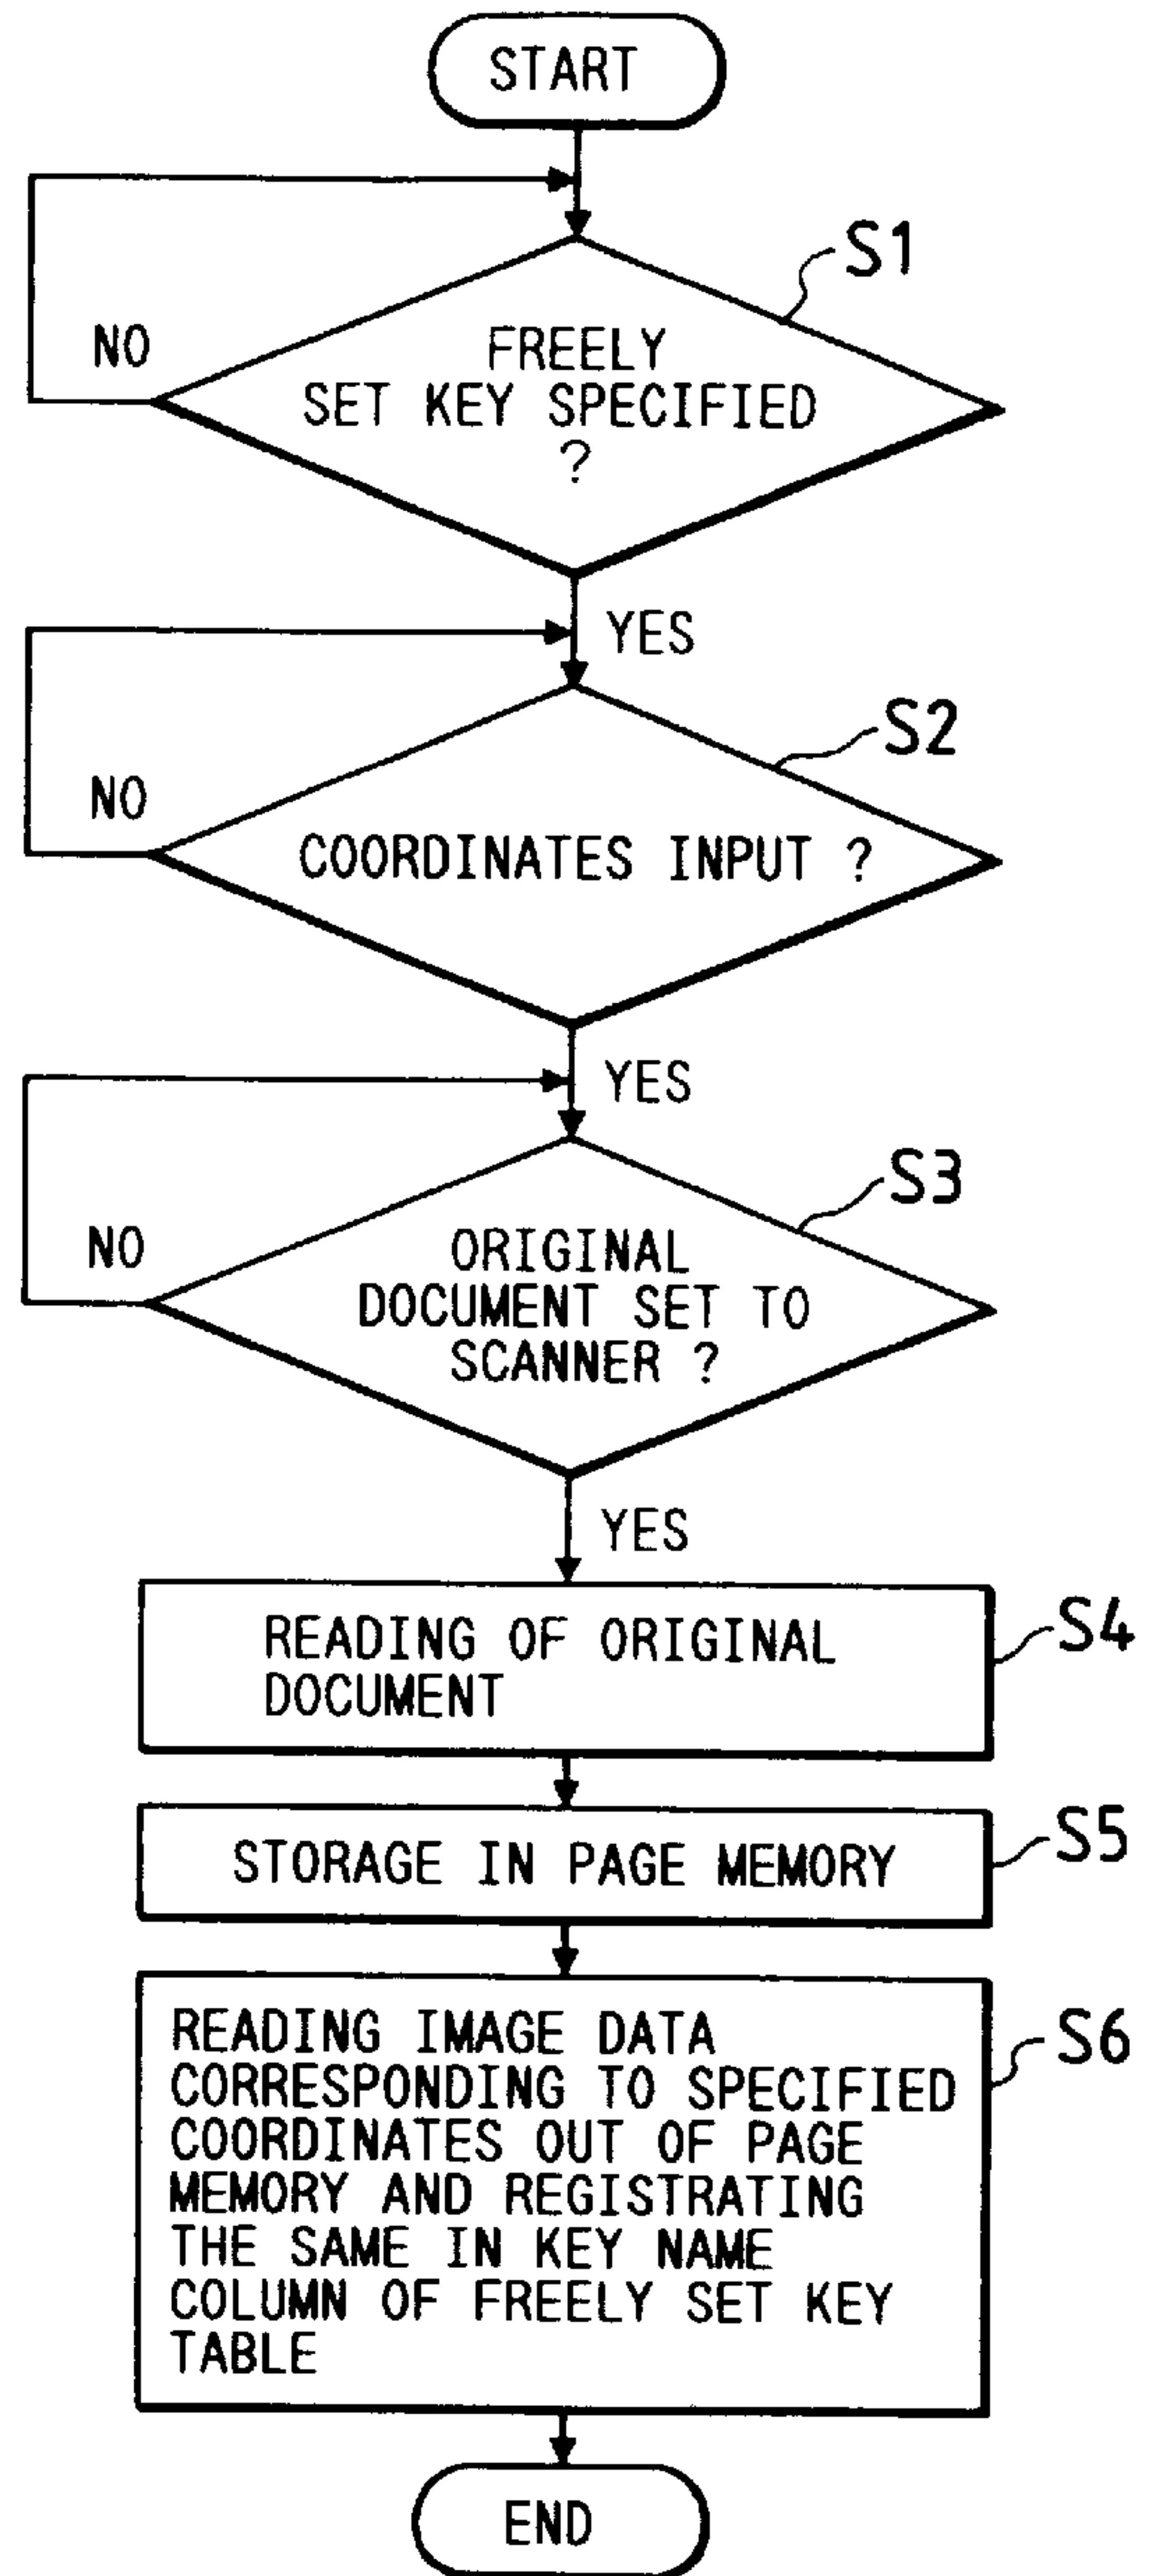 START
S1
NO
FREELY
SET KEY SPECIFIED
?
YES
S2
NO
COORDINATES INPUT ?
YES
S3
NO
ORIGINAL
DOCUMENT SET TO
SCANNER ?
YES
READING OF ORIGINAL
DOCUMENT
S4
STORAGE IN PAGE MEMORY
S5
READING IMAGE DATA
CORRESPONDING TO SPECIFIED
COORDINATES OUT OF PAGE
MEMORY AND REGISTRATING
THE SAME IN KEY NAME
COLUMN OF FREELY SET KEY
TABLE
S6
END